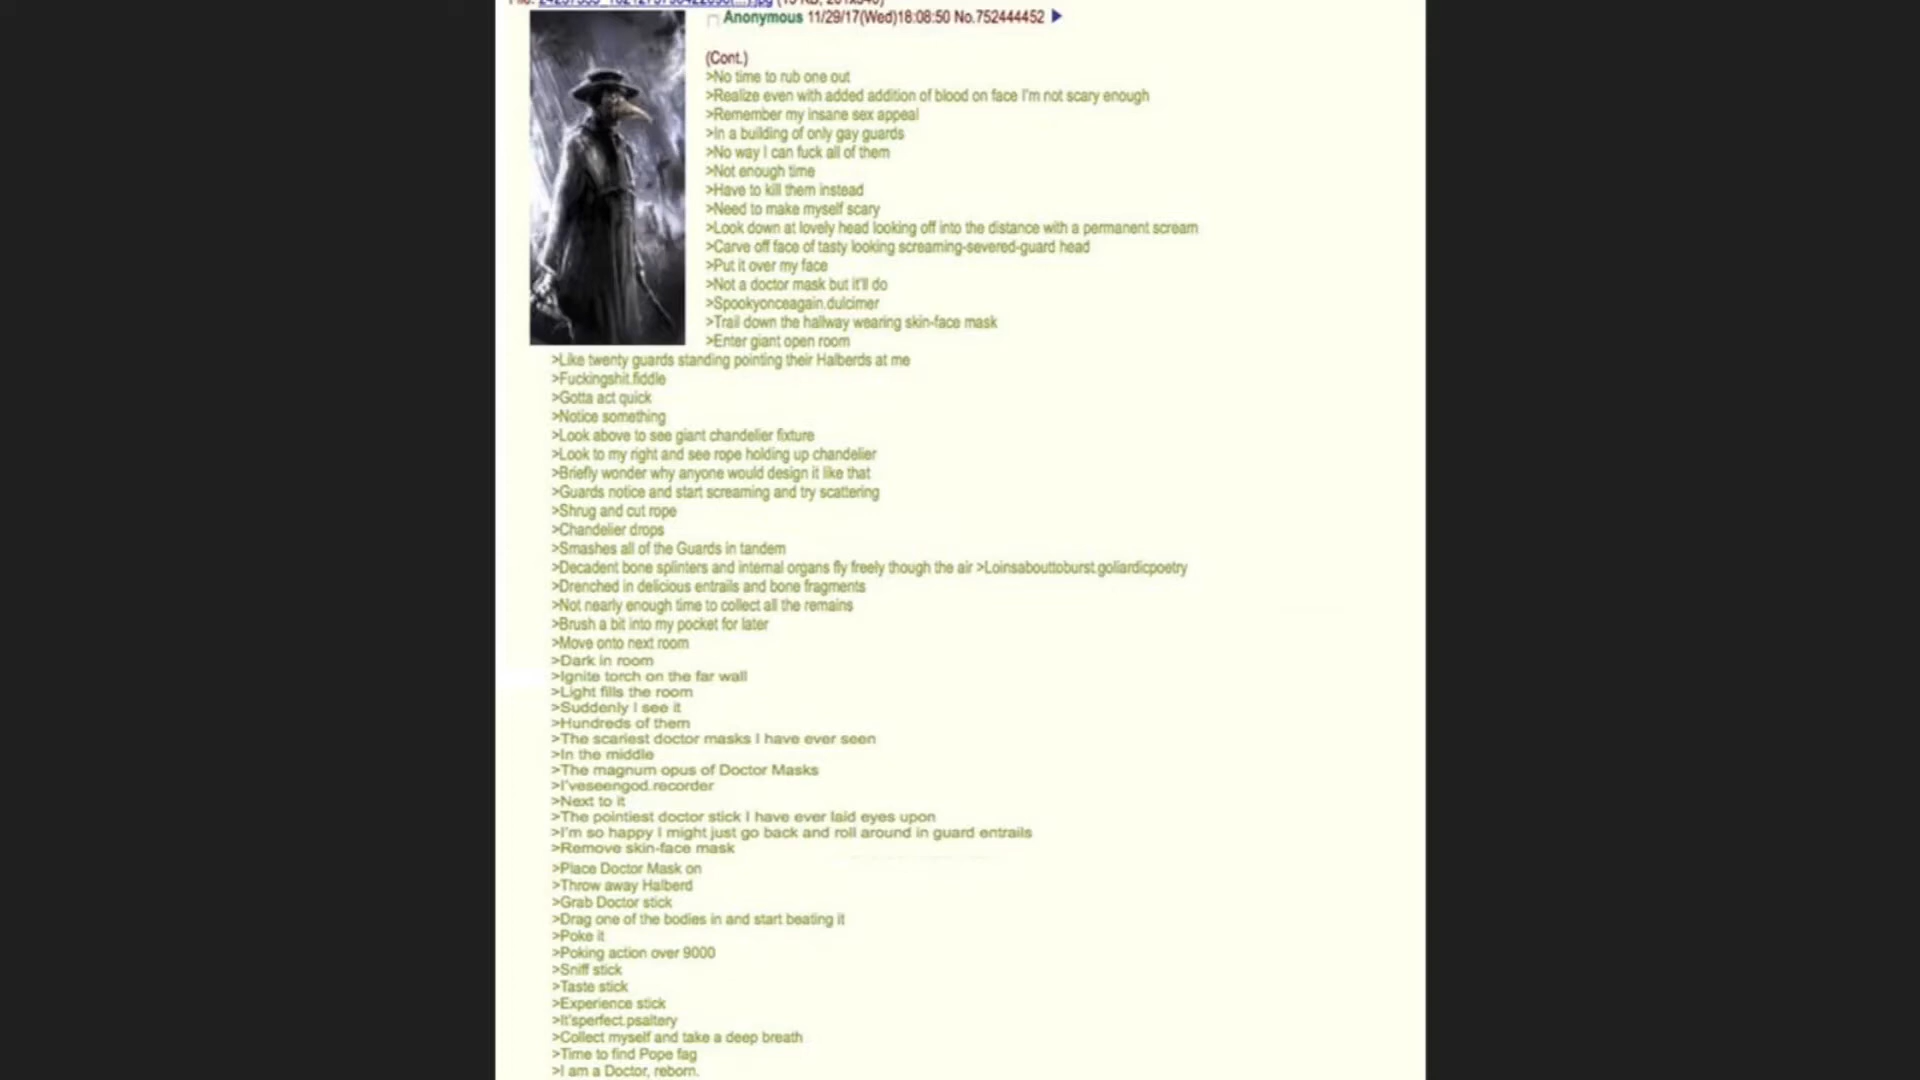 Anonymous 11/29/17(Wed)18:08:50 No.752444452
(Cont.)
>No time to rub one out
>Realize even with added addition of blood on face I'm not scary enough
>Remember my insane sex appeal
>In a building of only gay guards
>No way I can fuck all of them
>Not enough time
>Have to kill them instead
>Need to make myself scary
>Look down at lovely head looking off into the distance with a permanent scream
>Carve off face of tasty looking screaming-severed-guard head
>Put it over my face
>Not a doctor mask but it'll do
>Spookyonceagain.dulcimer
>Trail down the hallway wearing skin-face mask
>Enter giant open room
>Like twenty guards standing pointing their Halberds at me
>Fuckingshit.fiddle
>Gotta act quick
>Notice something
>Look above to see giant chandelier fixture
>Look to my right and see rope holding up chandelier
>Briefly wonder why anyone would design it like that
>Guards notice and start screaming and try scattering
>Shrug and cut rope
>Chandelier drops
>Smashes all of the Guards in tandem
>Decadent bone splinters and internal organs fly freely though the air >Loinsabouttoburst.goliardicpoetry
>Drenched in delicious entrails and bone fragments
>Not nearly enough time to collect all the remains
>Brush a bit into my pocket for later
>Move onto next room
>Dark in room
>Ignite torch on the far wall
>Light fills the room
>Suddenly I see it
>Hundreds of them
>The scariest doctor masks I have ever seen
>In the middle
>The magnum opus of Doctor Masks
>I'veseengod.recorder
>Next to it
>The pointiest doctor stick I have ever laid eyes upon
>I'm so happy I might just go back and roll around in guard entrails
>Remove skin-face mask
>Place Doctor Mask on
>Throw away Halberd
>Grab Doctor stick
>Drag one of the bodies in and start beating it
>Poke it
>Poking action over 9000
>Sniff stick
>Taste stick
>Experience stick
>It'sperfect.psaltery
>Collect myself and take a deep breath
>Time to find Pope fag
>I am a Doctor, reborn.